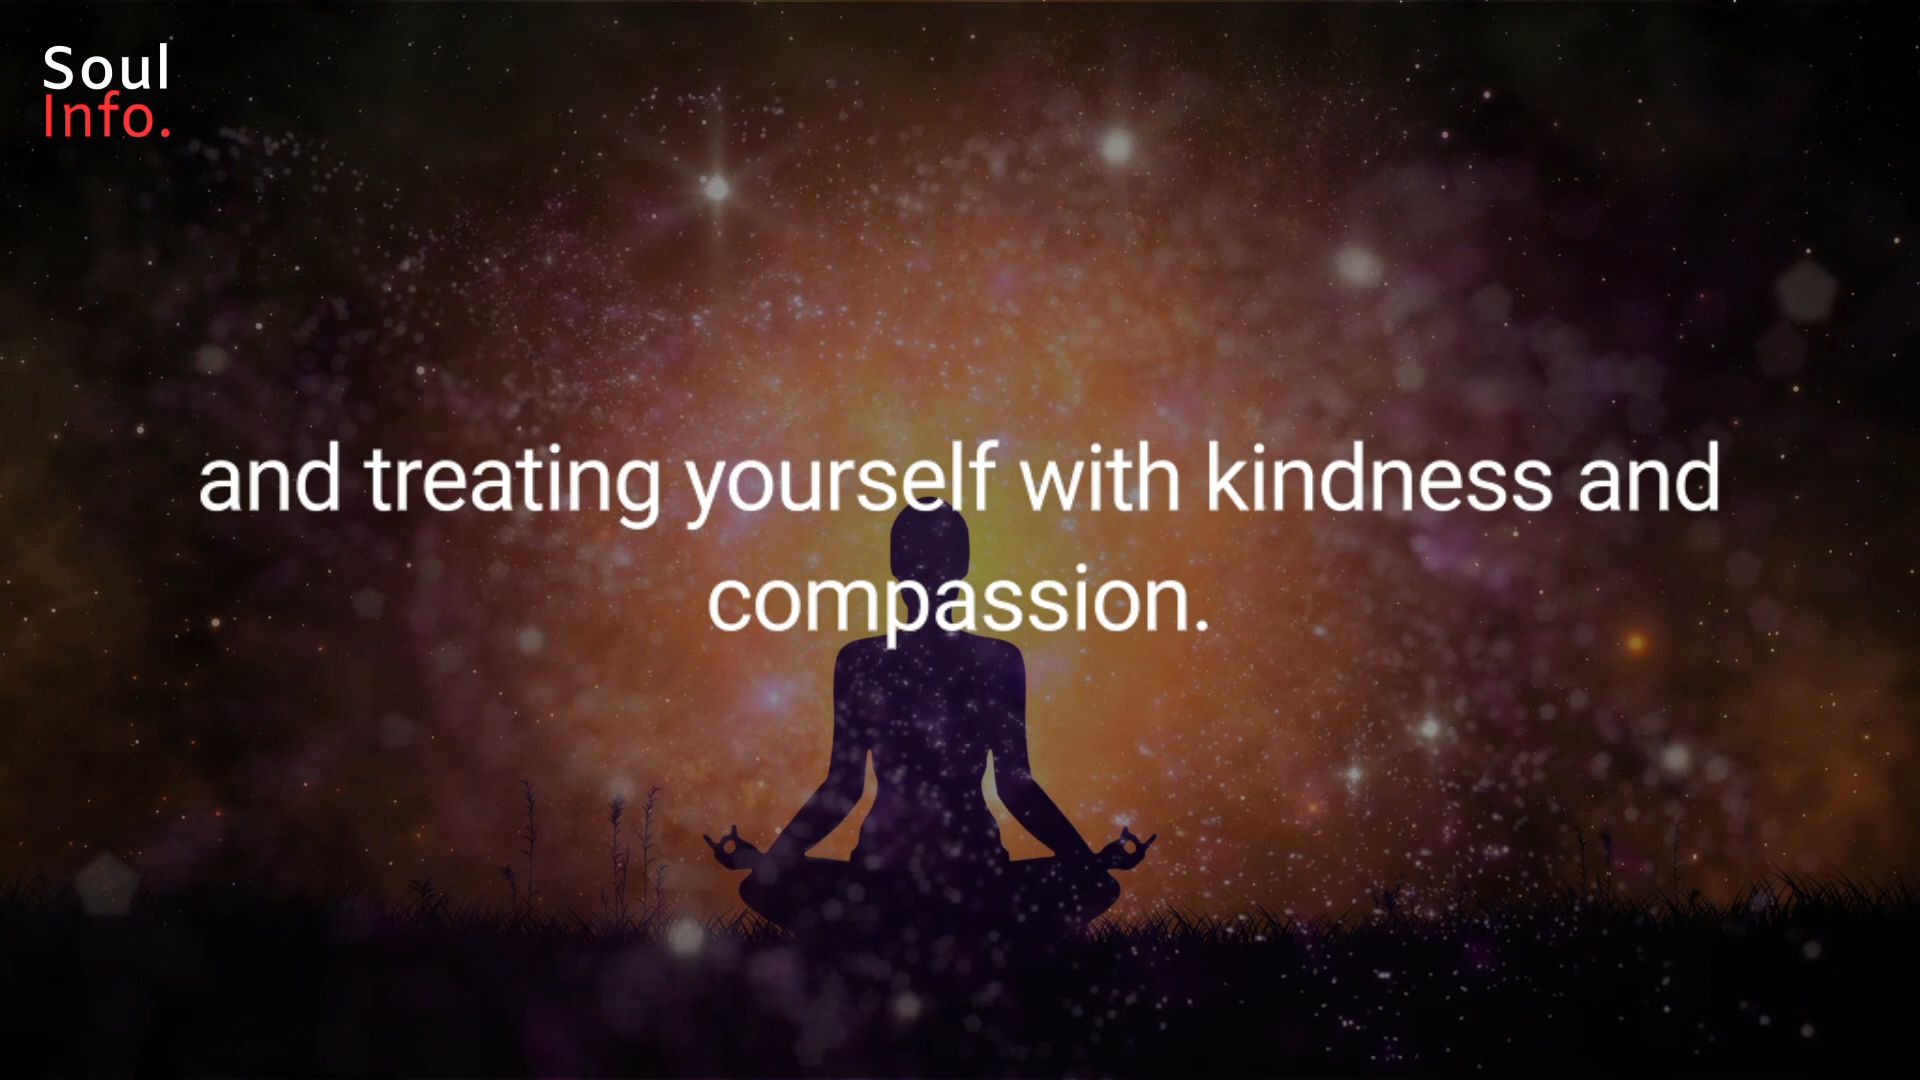 Soul
Info.
and treating yourself with kindness and
compassion.